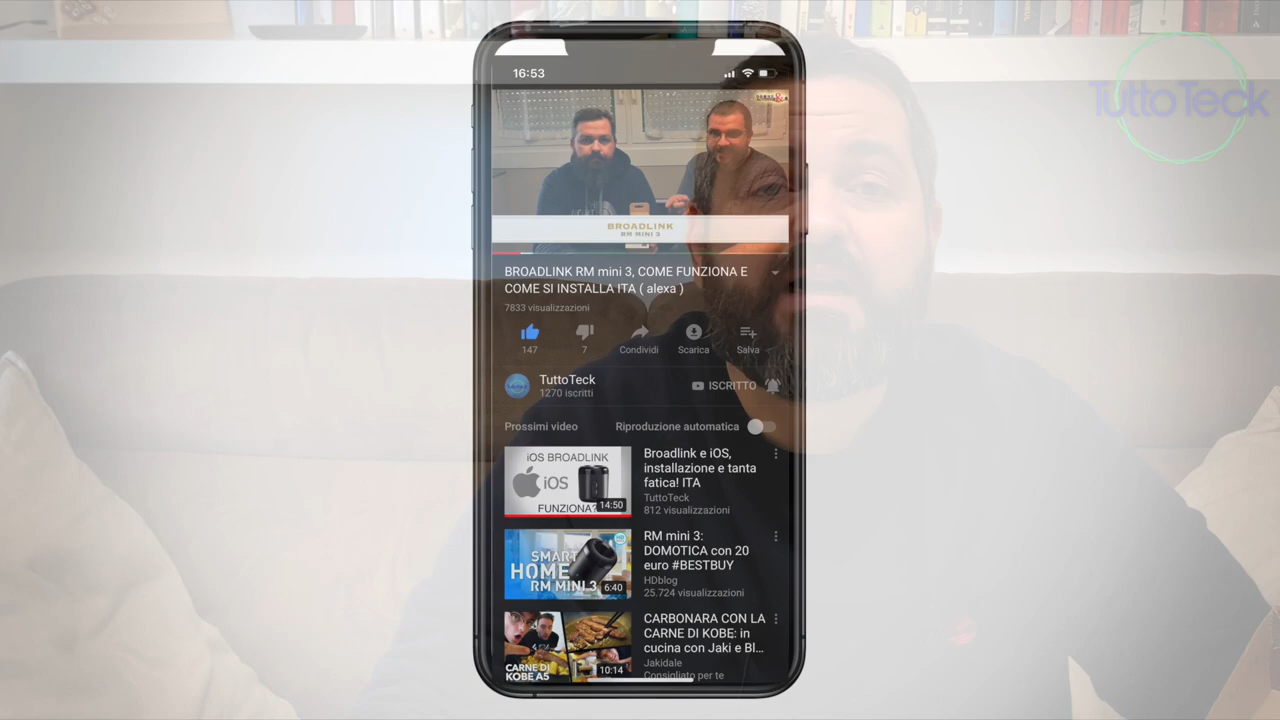 TuttoTeck
16:53
BROADLINK
RM MINI 3
BROADLINK RM mini 3, COME FUNZIONA E
COME SI INSTALLA ITA ( alexa )
7833 visualizzazioni
147
7
Condividi
Scarica
Salva
TuttoTeck
1270 iscritti
ISCRITTO
Prossimi video
Riproduzione automatica
iOS BROADLINK
iOS
FUNZIONA?
14:50
Broadlink e iOS,
installazione e tanta
fatica! ITA
TuttoTeck
812 visualizzazioni
SMART
HOME
RM MINI 3
HD
6:40
RM mini 3:
DOMOTICA con 20
euro #BESTBUY
HDblog
25.724 visualizzazioni
CARNE DI
KOBE A5
10:14
CARBONARA CON LA
CARNE DI KOBE: in
cucina con Jaki e Bl...
Jakidale
Consigliato per te